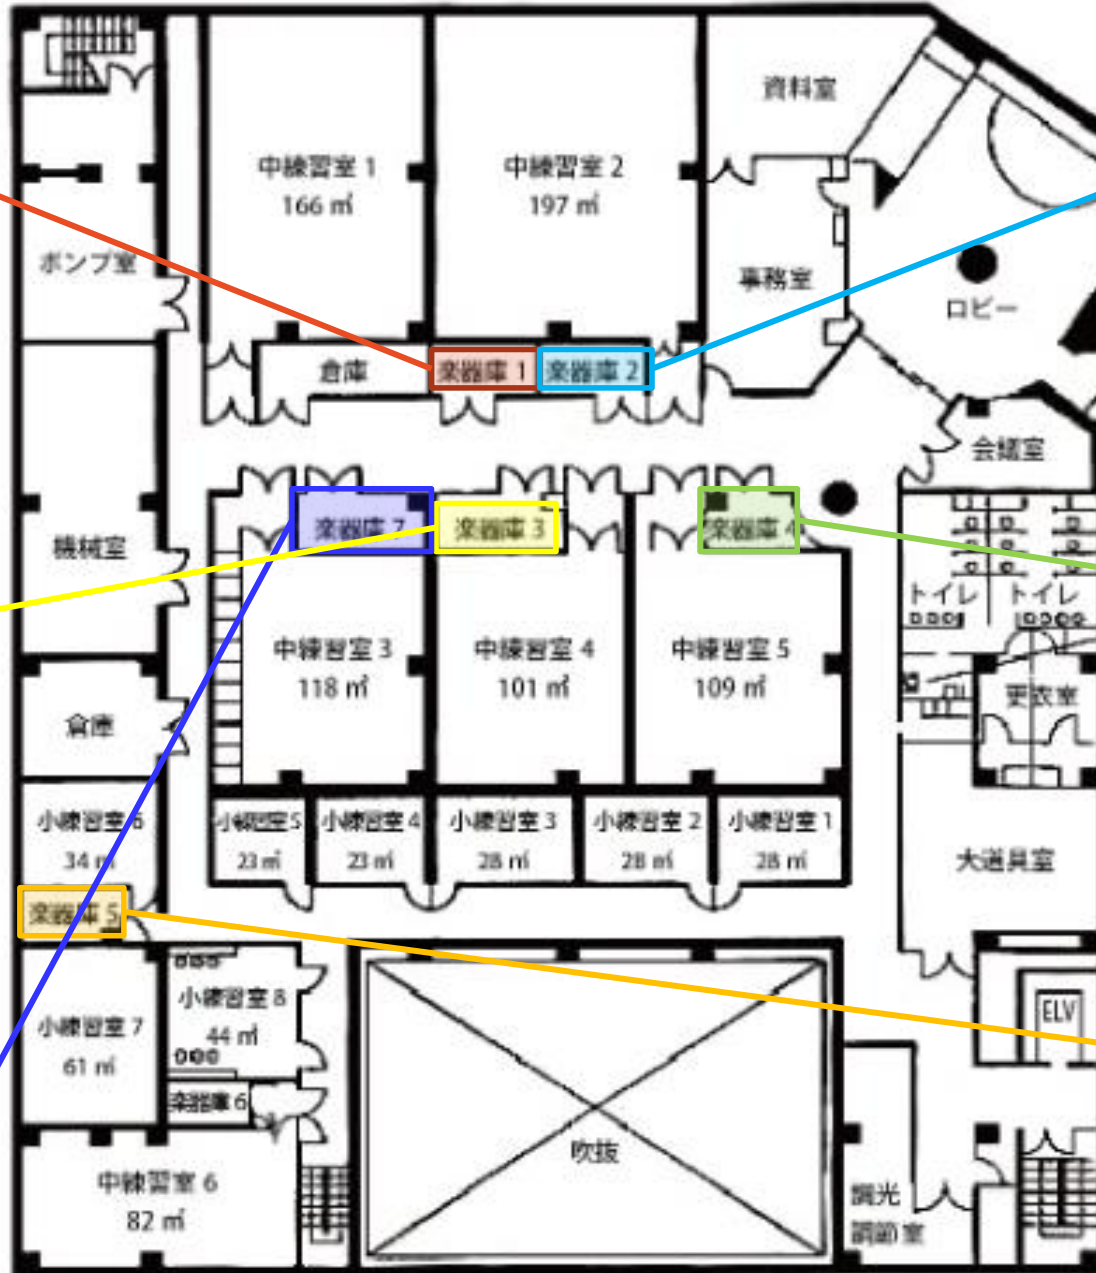 資料室
中練習室 1
166 ㎡
中練習室 2
197 ㎡
ポンプ室
事務室
ロビー
倉庫
楽器庫 1
楽器庫 2
会議室
楽器庫 7
楽器庫 3
楽器庫 4
機械室
トイレ
トイレ
中練習室 3
118 ㎡
中練習室 4
101 ㎡
中練習室 5
109 ㎡
更衣室
倉庫
小練習室 6
34 ㎡
小練習室 5
23 ㎡
小練習室 4
23 ㎡
小練習室 3
28 ㎡
小練習室 2
28 ㎡
小練習室 1
28 ㎡
大道具室
楽器庫 5
小練習室 7
61 ㎡
小練習室 8
44 ㎡
ELV
楽器庫 6
吹抜
中練習室 6
82 ㎡
調光
調節室